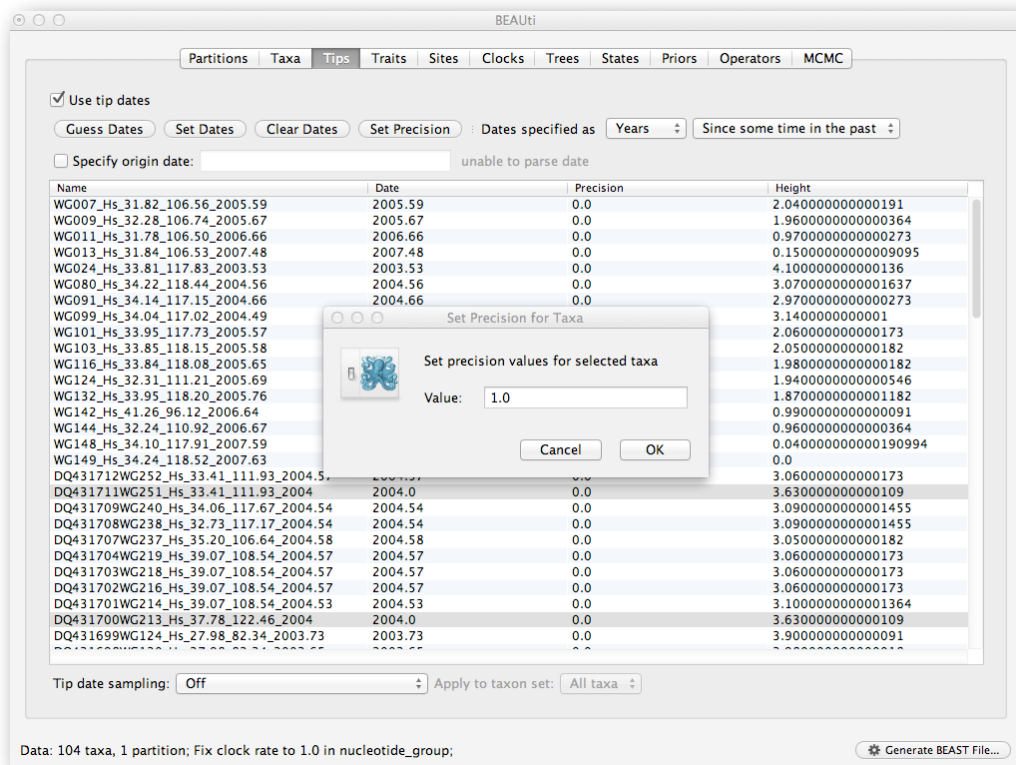 BEAUti
Partitions Taxa Tips Traits Sites Clocks Trees States Priors Operators MCMC
Use tip dates
Guess Dates Set Dates Clear Dates Set Precision : Dates specified as Years Since some time in the past
Specify origin date: unable to parse date
Name Date Precision Height
WG007_Hs_31.82_106.56_2005.59 2005.59 0.0 2.040000000000191
WG009_Hs_32.28_106.74_2005.67 2005.67 0.0 1.9600000000000364
WG011_Hs_31.78_106.50_2006.66 2006.66 0.0 0.9700000000000273
WG013_Hs_31.84_106.53_2007.48 2007.48 0.0 0.15000000000009095
WG024_Hs_33.81_117.83_2003.53 2003.53 0.0 4.100000000000136
WG080_Hs_34.22_118.44_2004.56 2004.56 0.0 3.0700000000001637
WG091_Hs_34.14_117.15_2004.66 2004.66 0.0 2.9700000000000273
WG099_Hs_34.04_117.02_2004.49 3.1400000000001
WG101_Hs_33.95_117.73_2005.57 2.060000000000173
WG103_Hs_33.85_118.15_2005.58 2.050000000000182
WG116_Hs_33.84_118.08_2005.65 1.980000000000182
WG124_Hs_32.31_111.21_2005.69 1.9400000000000546
WG132_Hs_33.95_118.20_2005.76 1.8700000000001182
WG142_Hs_41.26_96.12_2006.64 0.990000000000091
WG144_Hs_32.24_110.92_2006.67 0.9600000000000364
WG148_Hs_34.10_117.91_2007.59 0.040000000000190994
WG149_Hs_34.24_118.52_2007.63 0.0
Set Precision for Taxa
Set precision values for selected taxa
Value: 1.0
Cancel OK
DQ431712WG252_Hs_33.41_111.93_2004.57 2004.57 0.0 3.060000000000173
DQ431711WG251_Hs_33.41_111.93_2004 2004.0 0.0 3.630000000000109
DQ431709WG240_Hs_34.06_117.67_2004.54 2004.54 0.0 3.0900000000001455
DQ431708WG238_Hs_32.73_117.17_2004.54 2004.54 0.0 3.0900000000001455
DQ431707WG237_Hs_35.20_106.64_2004.58 2004.58 0.0 3.050000000000182
DQ431704WG219_Hs_39.07_108.54_2004.57 2004.57 0.0 3.060000000000173
DQ431703WG218_Hs_39.07_108.54_2004.57 2004.57 0.0 3.060000000000173
DQ431702WG216_Hs_39.07_108.54_2004.57 2004.57 0.0 3.060000000000173
DQ431701WG214_Hs_39.07_108.54_2004.53 2004.53 0.0 3.1000000000001364
DQ431700WG213_Hs_37.78_122.46_2004 2004.0 0.0 3.630000000000109
DQ431699WG124_Hs_27.98_82.34_2003.73 2003.73 0.0 3.900000000000091
Tip date sampling: Off Apply to taxon set: All taxa
Data: 104 taxa, 1 partition; Fix clock rate to 1.0 in nucleotide_group; Generate BEAST File...